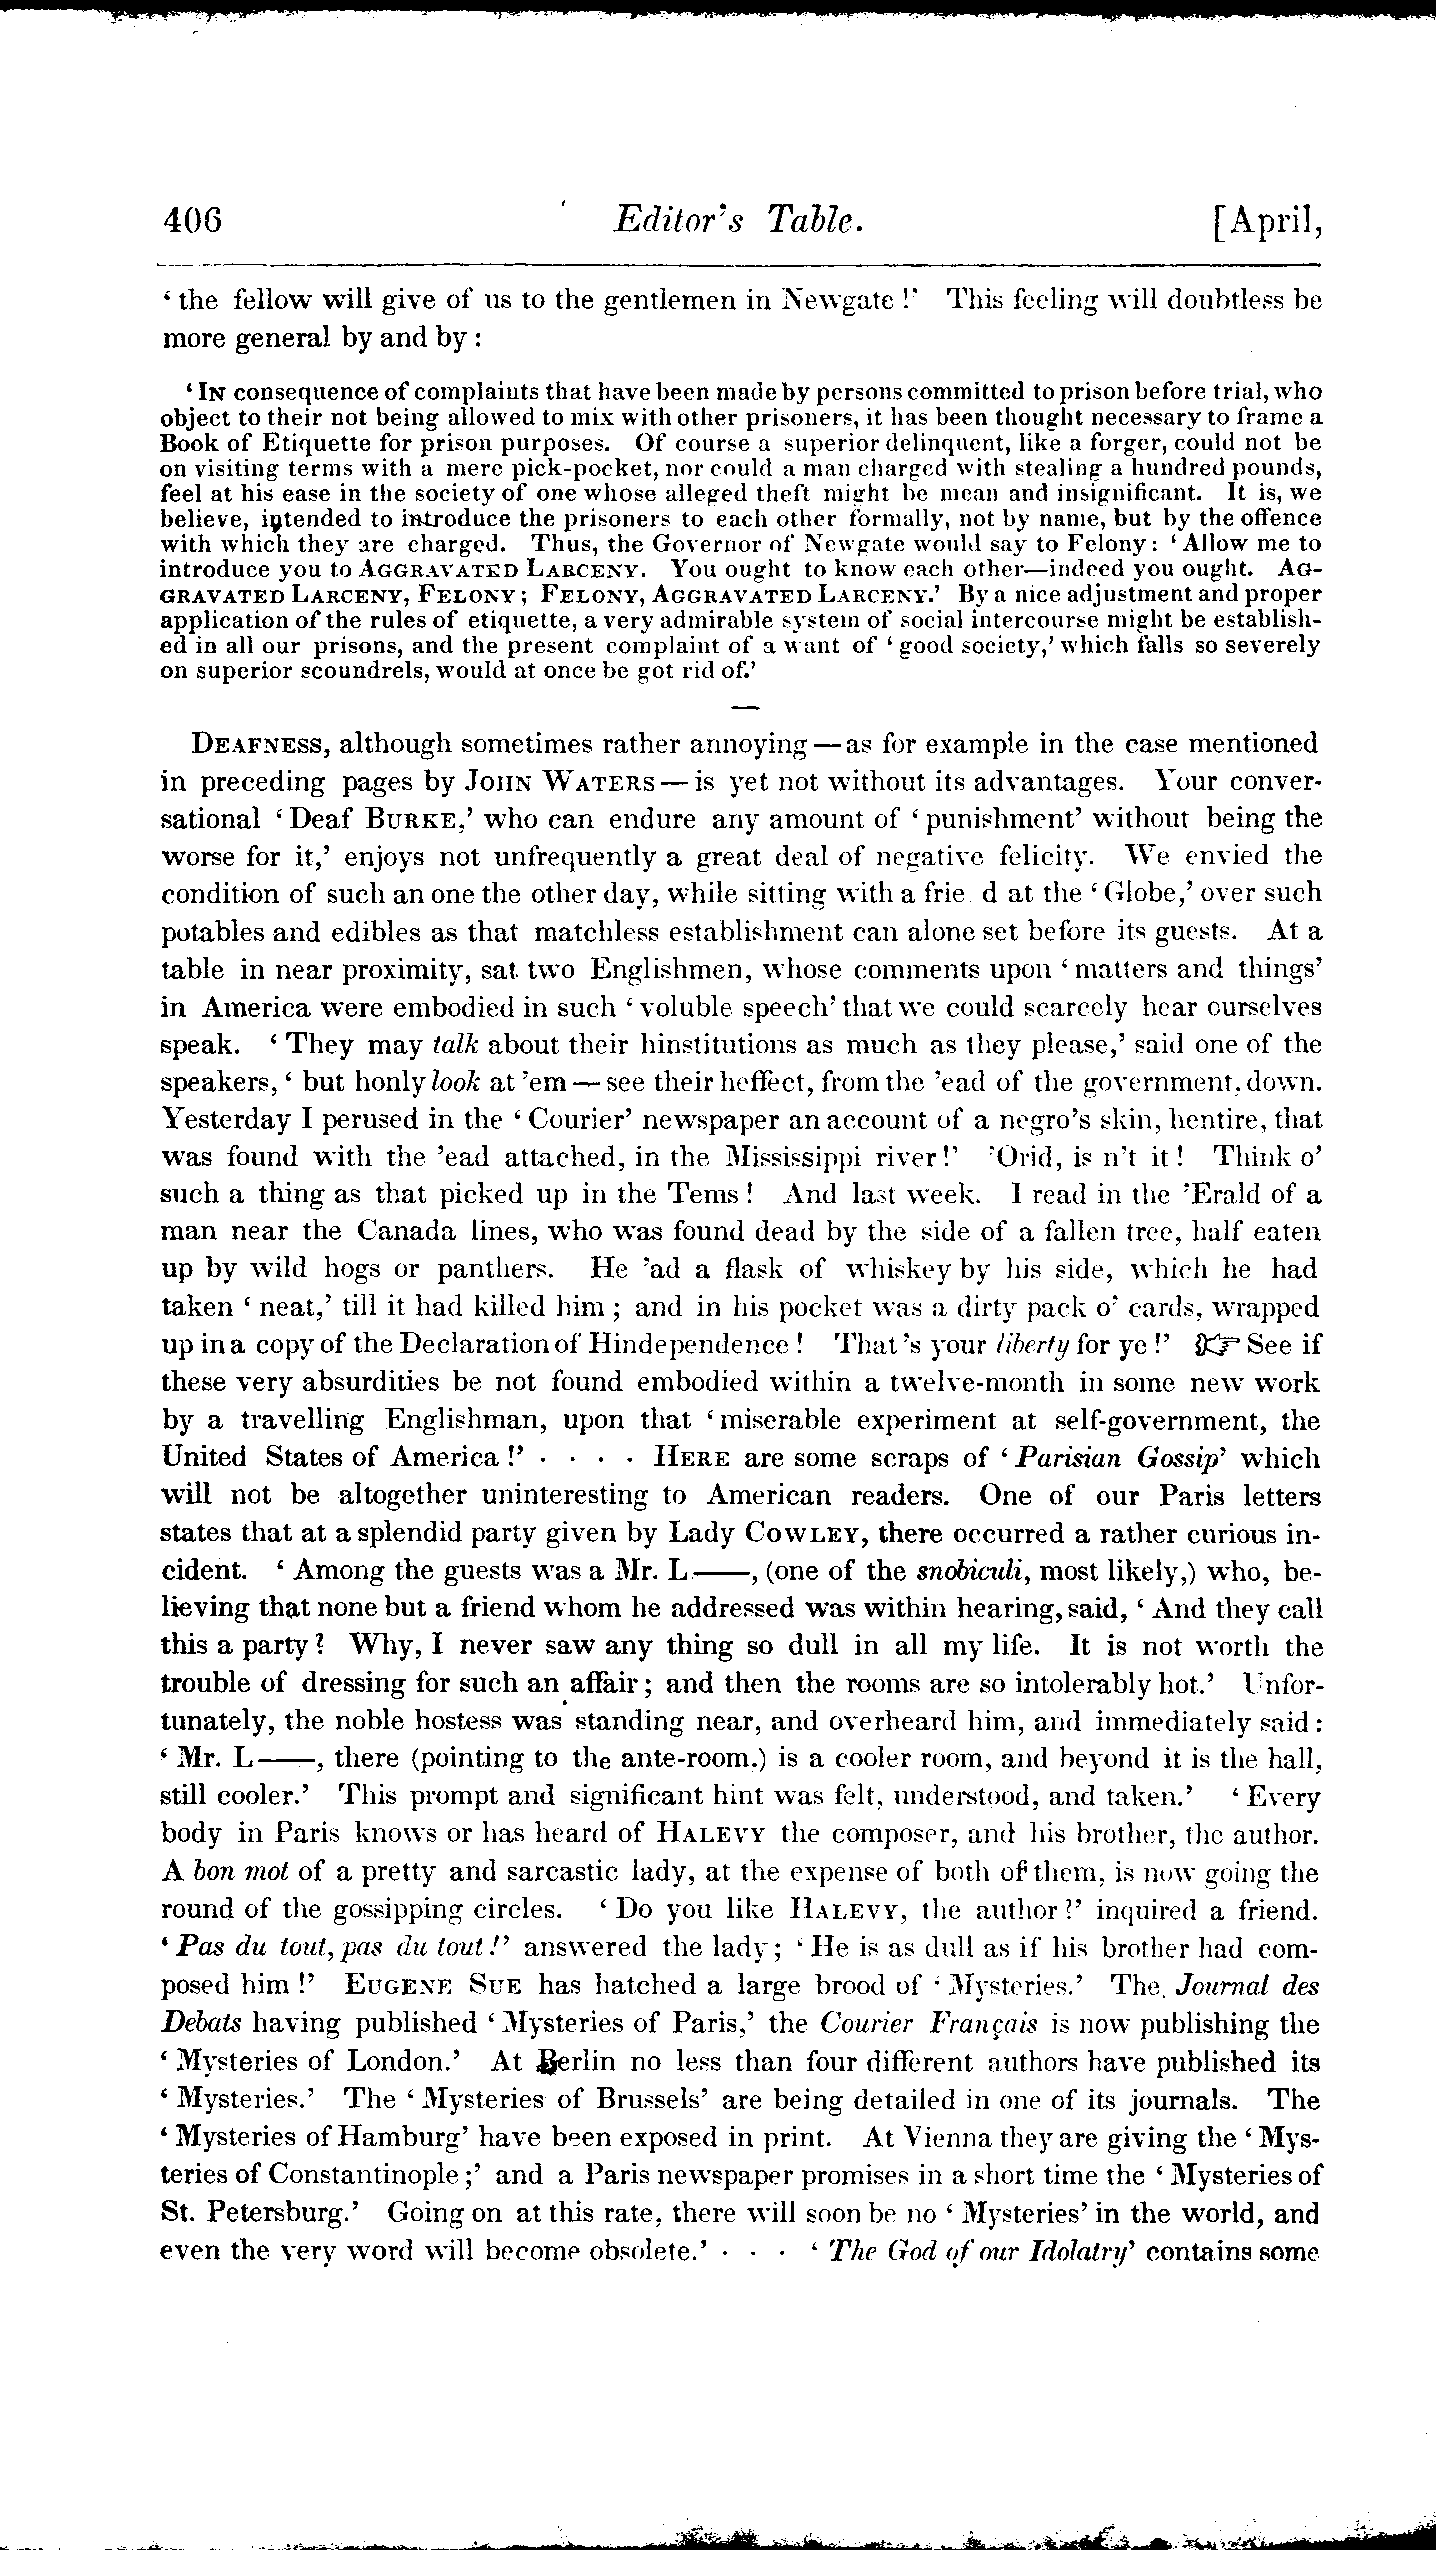 406 Editor's Table. [April,
‘the fellow will give of us to the gentlemen in Newgate!’ This feeling will doubtless be
more general by and by:
‘In consequence of complaints that have been made by persons committed to prison before trial, who
object to their not being allowed to mix with other prisoners, it has been thought necessary to frame a
Book of Etiquette for prison purposes. Of course a superior delinquent, like a forger, could not be
on visiting terms with a mere pick-pocket, nor could a man charged with stealing a hundred pounds,
feel at his ease in the society of one whose alleged theft might be mean and insignificant. It is, we
believe, intended to introduce the prisoners to each other formally, not by name, but by the offence
with which they are charged. Thus, the Governor of Newgate would say to Felony: ‘Allow me to
introduce you to AGGRAVATED LARCENY. You ought to know each other—indeed you ought. AG-
GRAVATED LARCENY, FELONY; FELONY, AGGRAVATED LARCENY.’ By a nice adjustment and proper
application of the rules of etiquette, a very admirable system of social intercourse might be establish-
ed in all our prisons, and the present complaint of a want of ‘good society,’ which falls so severely
on superior scoundrels, would at once be got rid of.’
DEAFNESS, although sometimes rather annoying—as for example in the case mentioned
in preceding pages by JOHN WATERS—is yet not without its advantages. Your conver-
sational ‘Deaf BURKE,’ who can endure any amount of ‘punishment’ without being the
worse for it,’ enjoys not unfrequently a great deal of negative felicity. We envied the
condition of such an one the other day, while sitting with a frie d at the ‘Globe,’ over such
potables and edibles as that matchless establishment can alone set before its guests. At a
table in near proximity, sat two Englishmen, whose comments upon ‘matters and things’
in America were embodied in such ‘voluble speech’ that we could scarcely hear ourselves
speak. ‘They may talk about their hinstitutions as much as they please,’ said one of the
speakers, ‘but honly look at ’em—see their heffect, from the ’ead of the government, down.
Yesterday I perused in the ‘Courier’ newspaper an account of a negro's skin, hentire, that
was found with the ’ead attached, in the Mississippi river!’ ’Orid, is n't it! Think o’
such a thing as that picked up in the Tems! And last week. I read in the ’Erald of a
man near the Canada lines, who was found dead by the side of a fallen tree, half eaten
up by wild hogs or panthers. He ’ad a flask of whiskey by his side, which he had
taken ‘neat,’ till it had killed him; and in his pocket was a dirty pack o’ cards, wrapped
up in a copy of the Declaration of Hindependence! That's your liberty for ye!’ ☞ See if
these very absurdities be not found embodied within a twelve-month in some new work
by a travelling Englishman, upon that ‘miserable experiment at self-government, the
United States of America!’ · · · · HERE are some scraps of ‘Parisian Gossip’ which
will not be altogether uninteresting to American readers. One of our Paris letters
states that at a splendid party given by Lady COWLEY, there occurred a rather curious in-
cident. ‘Among the guests was a Mr. L——, (one of the snobiculi, most likely,) who, be-
lieving that none but a friend whom he addressed was within hearing, said, ‘And they call
this a party? Why, I never saw any thing so dull in all my life. It is not worth the
trouble of dressing for such an affair; and then the rooms are so intolerably hot.’ Unfor-
tunately, the noble hostess was standing near, and overheard him, and immediately said:
‘Mr. L——, there (pointing to the ante-room.) is a cooler room, and beyond it is the hall,
still cooler.’ This prompt and significant hint was felt, understood, and taken.’ ‘Every
body in Paris knows or has heard of HALEVY the composer, and his brother, the author.
A bon mot of a pretty and sarcastic lady, at the expense of both of them, is now going the
round of the gossipping circles. ‘Do you like HALEVY, the author?’ inquired a friend.
‘Pas du tout, pas du tout!’ answered the lady; ‘He is as dull as if his brother had com-
posed him!’ EUGENE SUE has hatched a large brood of ‘Mysteries.’ The Journal des
Debats having published ‘Mysteries of Paris,’ the Courier Français is now publishing the
‘Mysteries of London.’ At Berlin no less than four different authors have published its
‘Mysteries.’ The ‘Mysteries of Brussels’ are being detailed in one of its journals. The
‘Mysteries of Hamburg’ have been exposed in print. At Vienna they are giving the ‘Mys-
teries of Constantinople;’ and a Paris newspaper promises in a short time the ‘Mysteries of
St. Petersburg.’ Going on at this rate, there will soon be no ‘Mysteries’ in the world, and
even the very word will become obsolete.’ · · · ‘The God of our Idolatry’ contains some